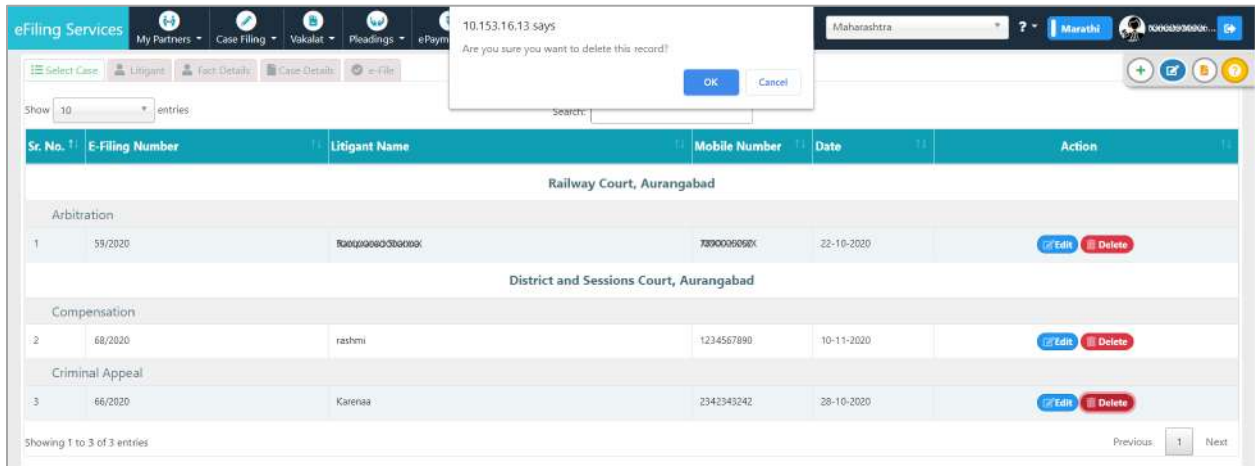 eFiling Services
My Partners Case Filing Vakalat Pleadings
10.153.16.13 says
Are you sure you want to delete this record?
OK Cancel
Maharashtra ? Marathi
Select Case Litigant Fact Details Case Details e-File
Show 10 entries Search:
Sr. No. E-Filing Number Litigant Name Mobile Number Date Action
Railway Court, Aurangabad
Arbitration
1 59/2020 22-10-2020 Edit Delete
District and Sessions Court, Aurangabad
Compensation
2 68/2020 rashmi 1234567890 10-11-2020 Edit Delete
Criminal Appeal
3 66/2020 Karenaa 2342343242 28-10-2020 Edit Delete
Showing 1 to 3 of 3 entries Previous 1 Next